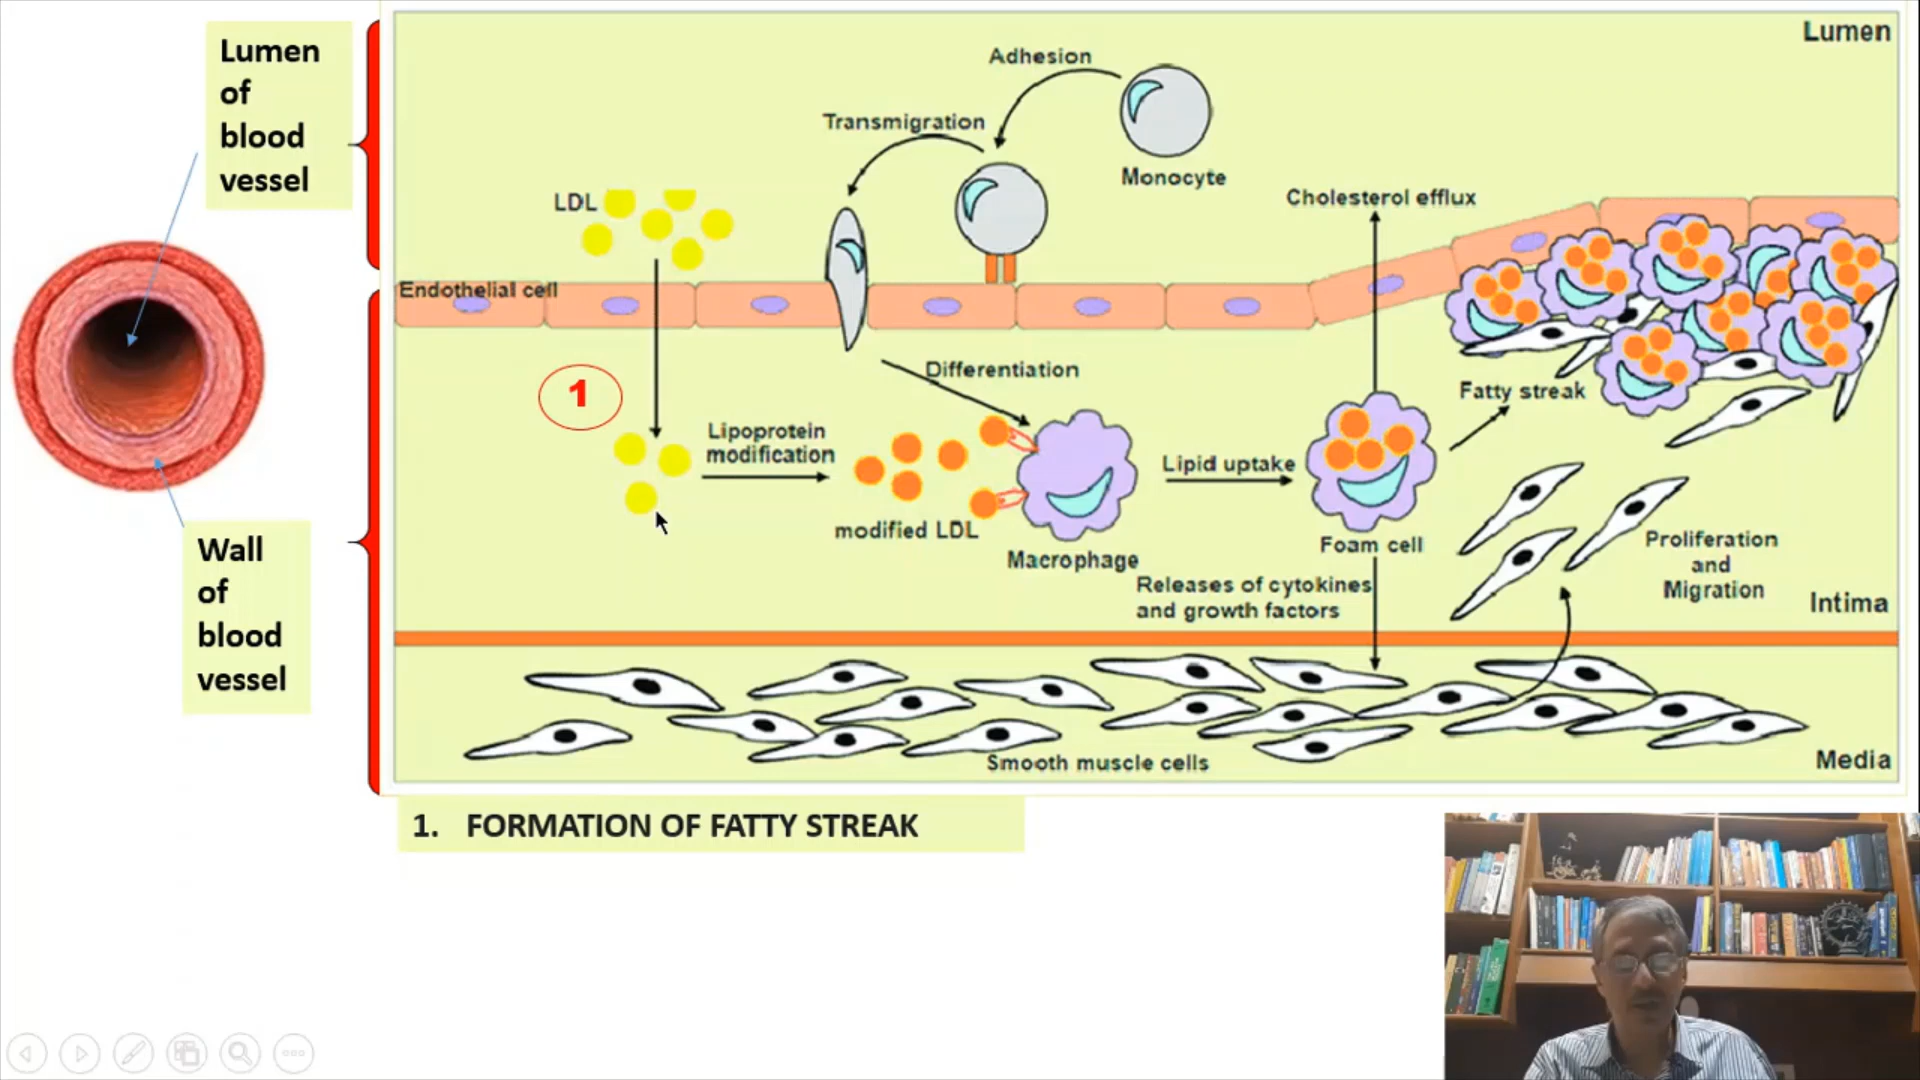 Lumen
of
blood
vessel
Wall
of
blood
vessel
Lumen
Adhesion
Transmigration
Monocyte
LDL
Cholesterol efflux
Endothelial cell
1
Differentiation
Fatty streak
Lipoprotein
modification
Lipid uptake
modified LDL
Macrophage
Foam cell
Releases of cytokines
and growth factors
Proliferation
and
Migration
Intima
Smooth muscle cells
Media
1. FORMATION OF FATTY STREAK